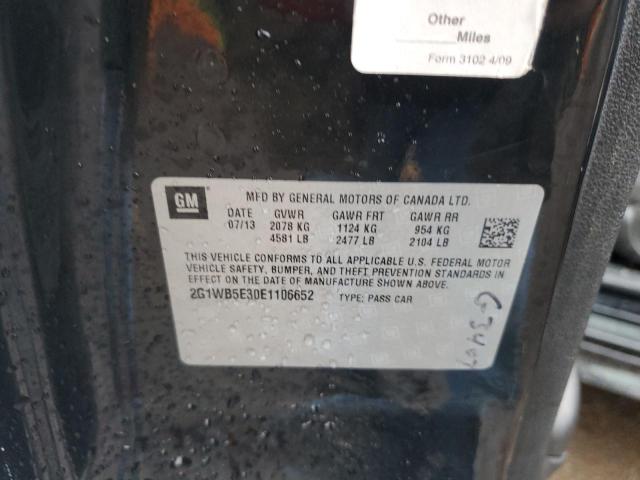 Other
______Miles
Form 3102 4/09
GM
MFD BY GENERAL MOTORS OF CANADA LTD.
DATE GVWR GAWR FRT GAWR RR
07/13 2078 KG 1124 KG 954 KG
4581 LB 2477 LB 2104 LB
THIS VEHICLE CONFORMS TO ALL APPLICABLE U.S. FEDERAL MOTOR
VEHICLE SAFETY, BUMPER, AND THEFT PREVENTION STANDARDS IN
EFFECT ON THE DATE OF MANUFACTURE SHOWN ABOVE.
2G1WB5E30E1106652 TYPE: PASS CAR